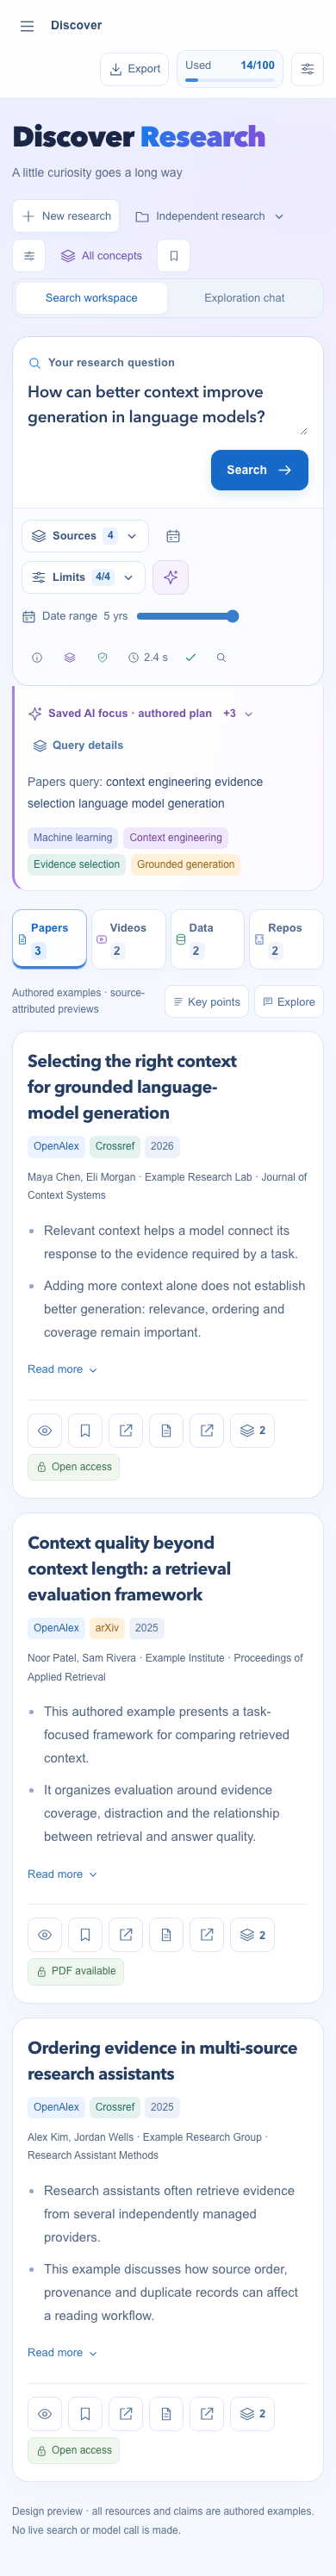 Discover
Export
Used 14/100
Discover Research
A little curiosity goes a long way
New research
Independent research
All concepts
Search workspace
Exploration chat
Your research question
How can better context improve
generation in language models?
Search
Sources 4
Limits 4/4
Date range 5 yrs
2.4 s
Saved AI focus · authored plan +3
Query details
Papers query: context engineering evidence
selection language model generation
Machine learning
Context engineering
Evidence selection
Grounded generation
Papers
3
Videos
2
Data
2
Repos
2
Authored examples · source-
attributed previews
Key points
Explore
Selecting the right context
for grounded language-
model generation
OpenAlex
Crossref
2026
Maya Chen, Eli Morgan · Example Research Lab · Journal of
Context Systems
• Relevant context helps a model connect its
response to the evidence required by a task.
• Adding more context alone does not establish
better generation: relevance, ordering and
coverage remain important.
Read more
2
Open access
Context quality beyond
context length: a retrieval
evaluation framework
OpenAlex
arXiv
2025
Noor Patel, Sam Rivera · Example Institute · Proceedings of
Applied Retrieval
• This authored example presents a task-
focused framework for comparing retrieved
context.
• It organizes evaluation around evidence
coverage, distraction and the relationship
between retrieval and answer quality.
Read more
2
PDF available
Ordering evidence in multi-source
research assistants
OpenAlex
Crossref
2025
Alex Kim, Jordan Wells · Example Research Group ·
Research Assistant Methods
• Research assistants often retrieve evidence
from several independently managed
providers.
• This example discusses how source order,
provenance and duplicate records can affect
a reading workflow.
Read more
2
Open access
Design preview · all resources and claims are authored examples.
No live search or model call is made.